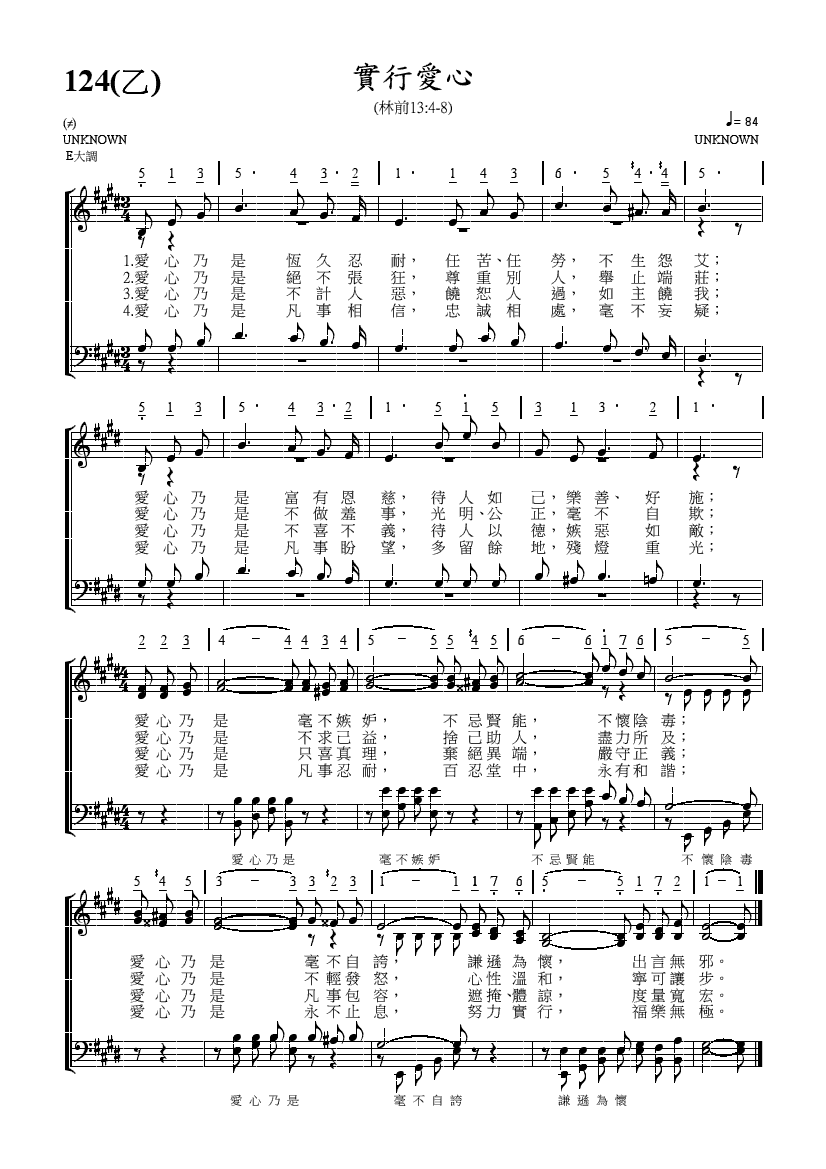 124(乙)
實行愛心
(林前13:4-8)
(≠)
♩= 84
UNKNOWN
UNKNOWN
E大調
5 1 3 5· 4 3·2 1· 1 4 3 6· 5 4·4 5·
1.愛心乃是恆久忍耐，任苦、任勞，不生怨艾；
2.愛心乃是絕不張狂，尊重別人，舉止端莊；
3.愛心乃是不計人惡，饒恕人過，如主饒我；
4.愛心乃是凡事相信，忠誠相處，毫不妄疑；
5 1 3 5· 4 3·2 1· 5 1 5 3 1 3· 2 1·
愛心乃是富有恩慈，待人如己，樂善、好施；
愛心乃是不做羞事，光明、公正，毫不自欺；
愛心乃是不喜不義，待人以德，嫉惡如敵；
愛心乃是凡事盼望，多留餘地，殘燈重光；
2 2 3 4 – 4 4 3 4 5 – 5 5 4 5 6 – 6 1 7 6 5 – 5
愛心乃是毫不嫉妒，不忌賢能，不懷陰毒；
愛心乃是不求己益，捨己助人，盡力所及；
愛心乃是只喜真理，棄絕異端，嚴守正義；
愛心乃是凡事忍耐，百忍堂中，永有和諧；
愛心乃是 毫不嫉妒 不忌賢能 不懷陰毒
5 4 5 3 – 3 3 2 3 1 – 1 1 7 6 5 – 5 1 7 2 1 – 1
愛心乃是毫不自誇，謙遜為懷，出言無邪。
愛心乃是不輕發怒，心性溫和，寧可讓步。
愛心乃是凡事包容，遮掩、體諒，度量寬宏。
愛心乃是永不止息，努力實行，福樂無極。
愛心乃是 毫不自誇 謙遜為懷